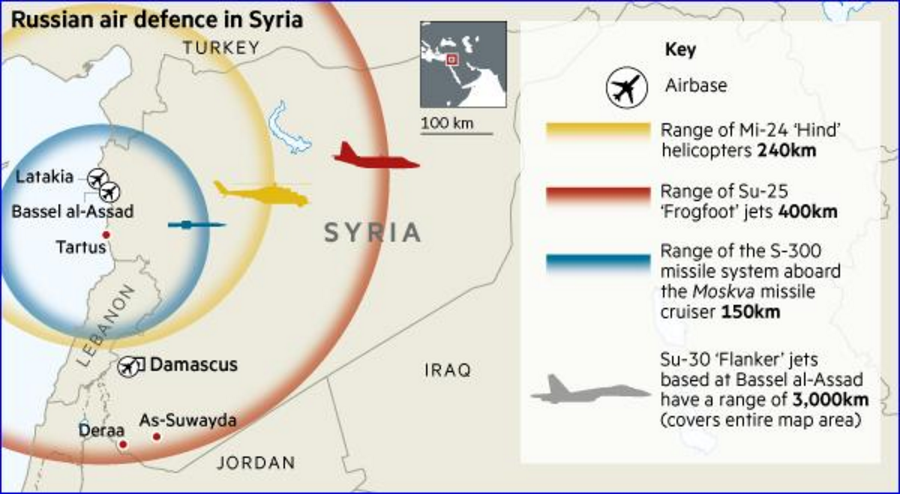 Russian air defence in Syria
TURKEY
100 km
Latakia
Bassel al-Assad
Tartus
SYRIA
LEBANON
Damascus
IRAQ
As-Suwayda
Deraa
JORDAN
Key
Airbase
Range of Mi-24 ‘Hind’
helicopters 240km
Range of Su-25
‘Frogfoot’ jets 400km
Range of the S-300
missile system aboard
the Moskva missile
cruiser 150km
Su-30 ‘Flanker’ jets
based at Bassel al-Assad
have a range of 3,000km
(covers entire map area)